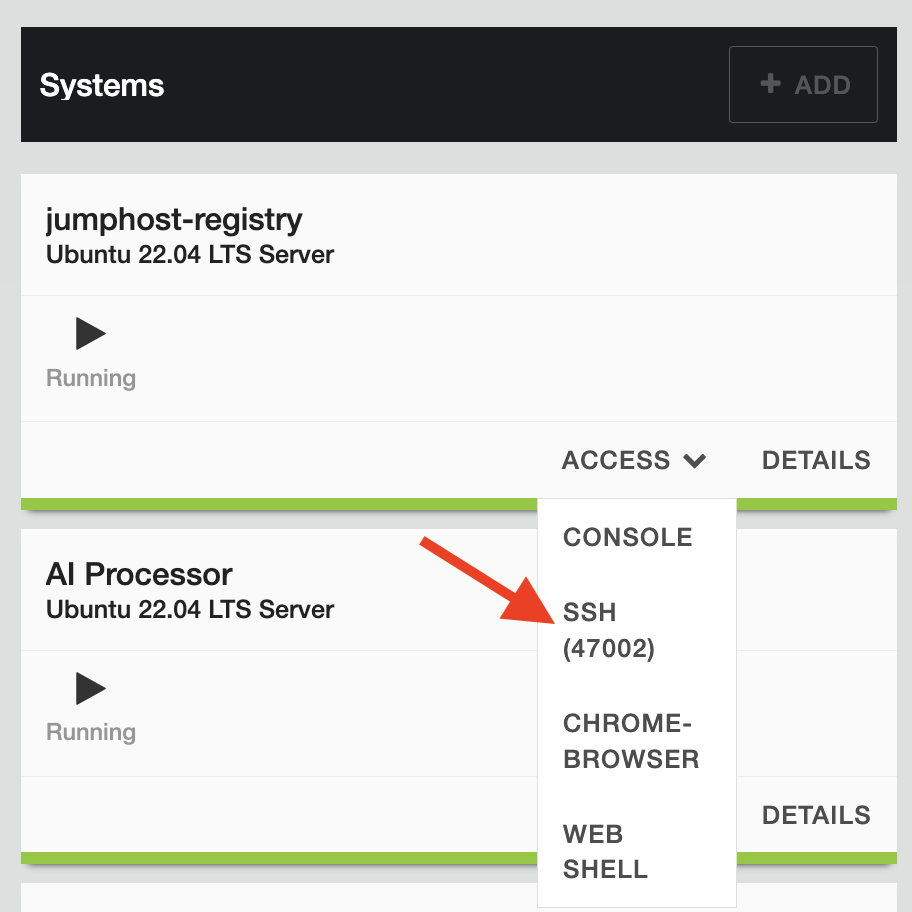 Systems
ADD
jumphost-registry
Ubuntu 22.04 LTS Server
Running
ACCESS DETAILS
CONSOLE
SSH
(47002)
CHROME-
BROWSER
WEB
SHELL
AI Processor
Ubuntu 22.04 LTS Server
Running
DETAILS